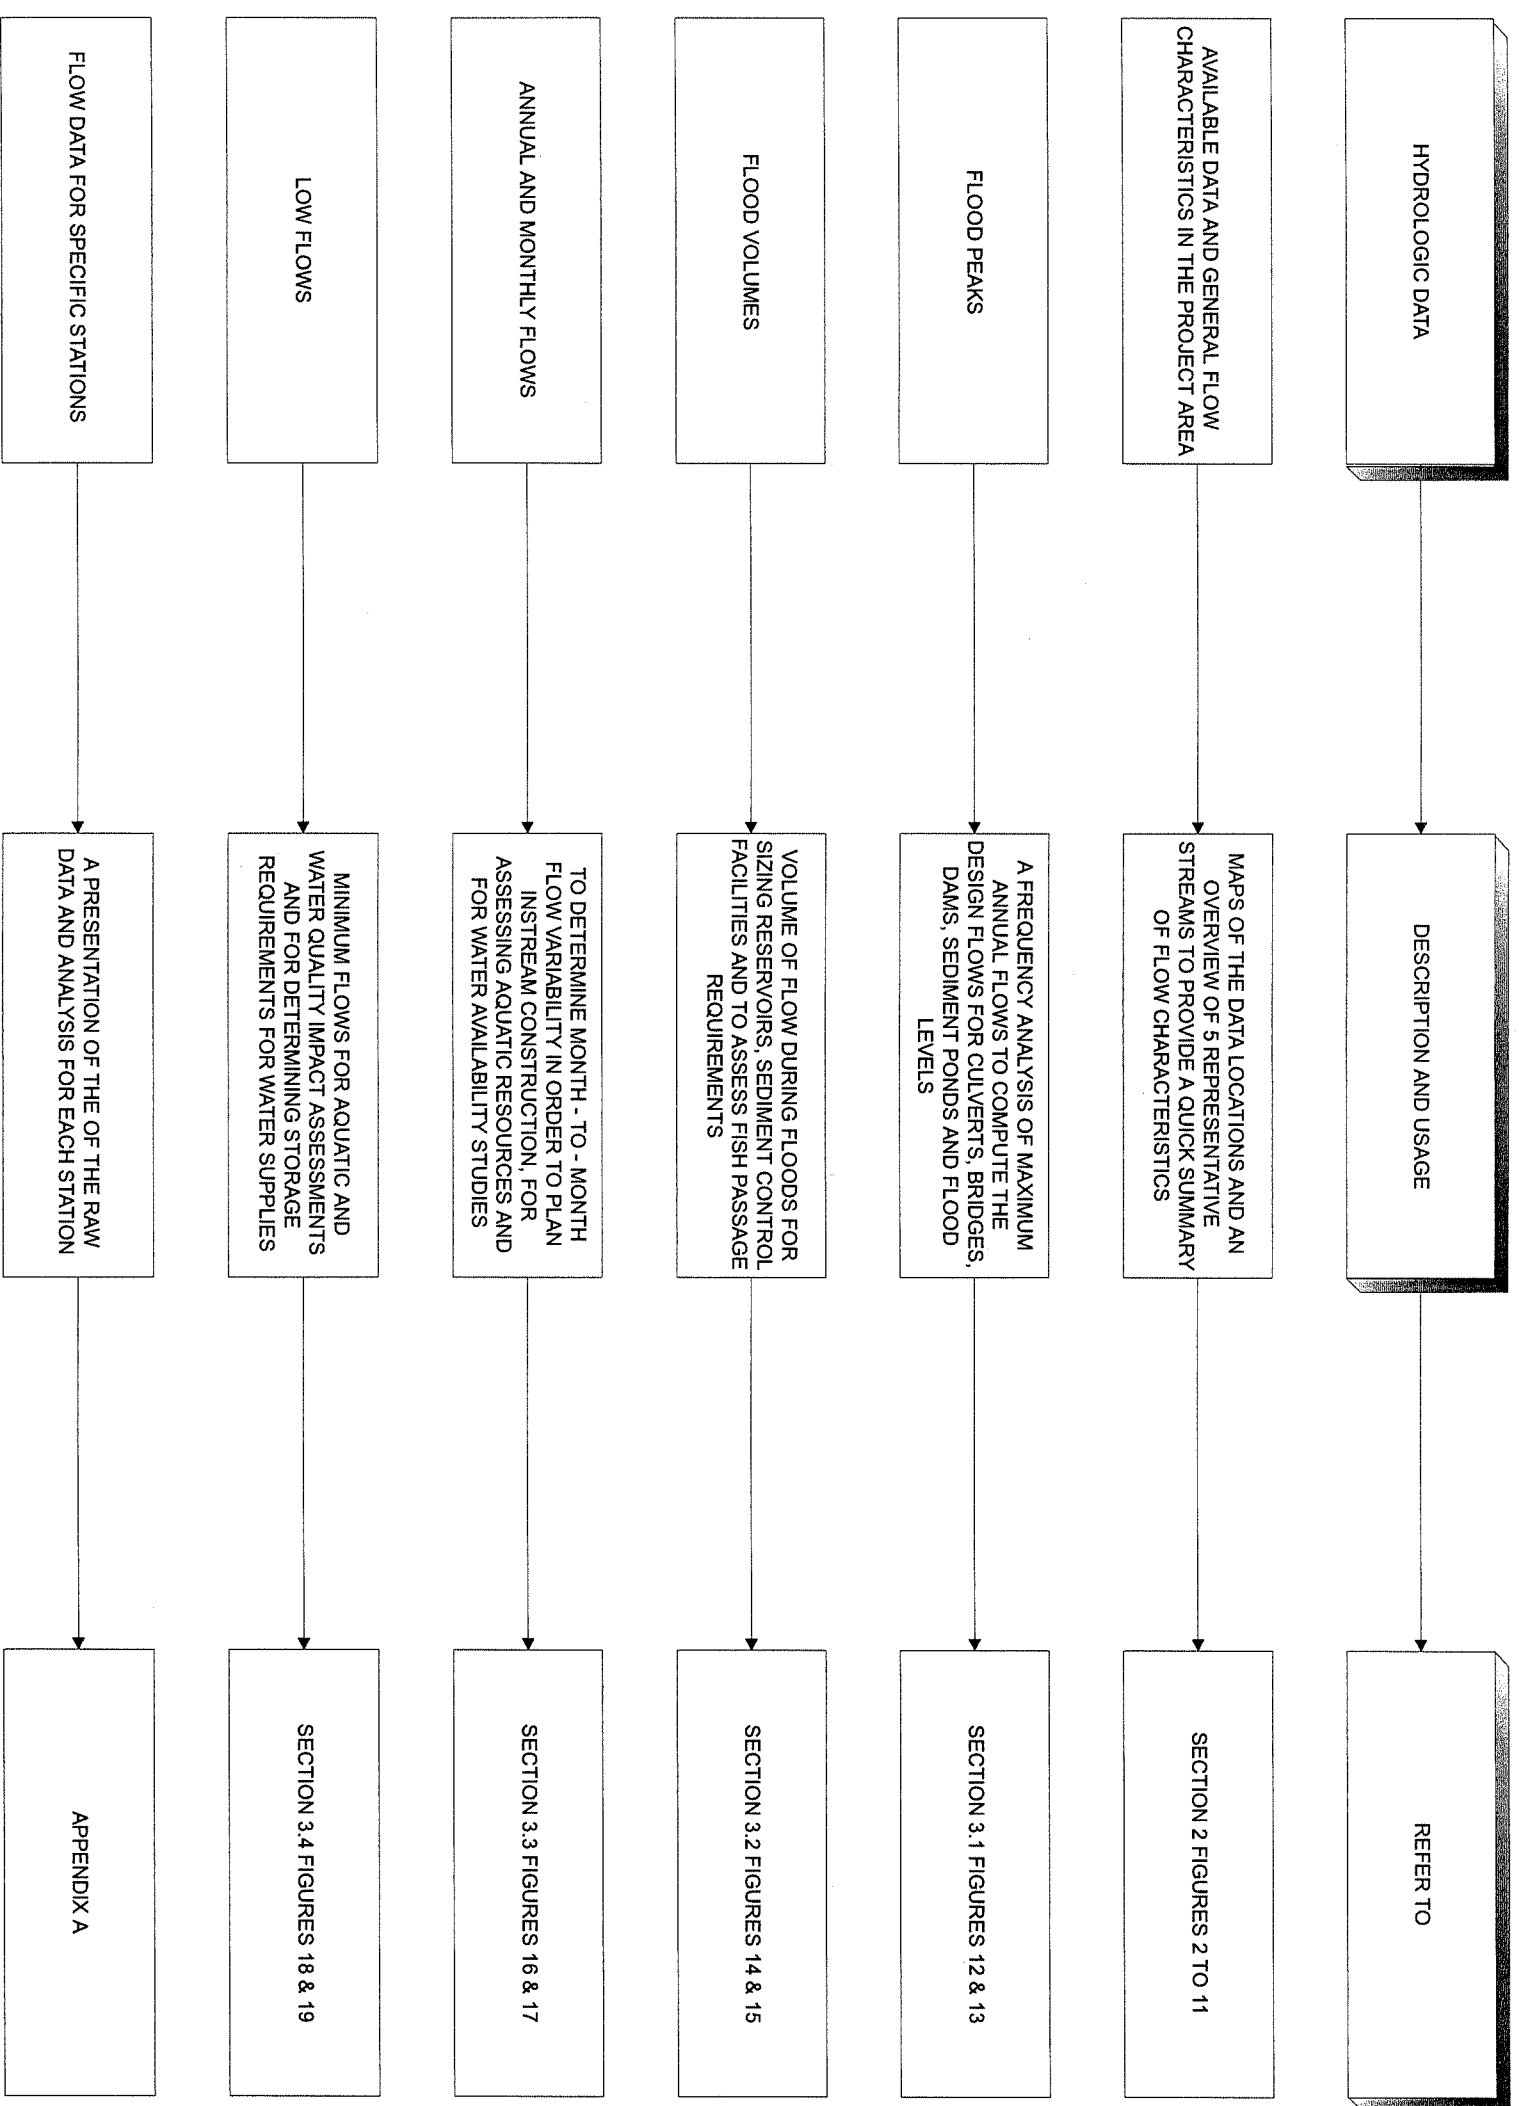 HYDROLOGIC DATA
DESCRIPTION AND USAGE
REFER TO
AVAILABLE DATA AND GENERAL FLOW
CHARACTERISTICS IN THE PROJECT AREA
MAPS OF THE DATA LOCATIONS AND AN
OVERVIEW OF 5 REPRESENTATIVE
STREAMS TO PROVIDE A QUICK SUMMARY
OF FLOW CHARACTERISTICS
SECTION 2 FIGURES 2 TO 11
FLOOD PEAKS
A FREQUENCY ANALYSIS OF MAXIMUM
ANNUAL FLOWS TO COMPUTE THE
DESIGN FLOWS FOR CULVERTS, BRIDGES,
DAMS, SEDIMENT PONDS AND FLOOD
LEVELS
SECTION 3.1 FIGURES 12 & 13
FLOOD VOLUMES
VOLUME OF FLOW DURING FLOODS FOR
SIZING RESERVOIRS, SEDIMENT CONTROL
FACILITIES AND TO ASSESS FISH PASSAGE
REQUIREMENTS
SECTION 3.2 FIGURES 14 & 15
ANNUAL AND MONTHLY FLOWS
TO DETERMINE MONTH - TO - MONTH
FLOW VARIABILITY IN ORDER TO PLAN
INSTREAM CONSTRUCTION, FOR
ASSESSING AQUATIC RESOURCES AND
FOR WATER AVAILABILITY STUDIES
SECTION 3.3 FIGURES 16 & 17
LOW FLOWS
MINIMUM FLOWS FOR AQUATIC AND
WATER QUALITY IMPACT ASSESSMENTS
AND FOR DETERMINING STORAGE
REQUIREMENTS FOR WATER SUPPLIES
SECTION 3.4 FIGURES 18 & 19
FLOW DATA FOR SPECIFIC STATIONS
A PRESENTATION OF THE OF THE RAW
DATA AND ANALYSIS FOR EACH STATION
APPENDIX A